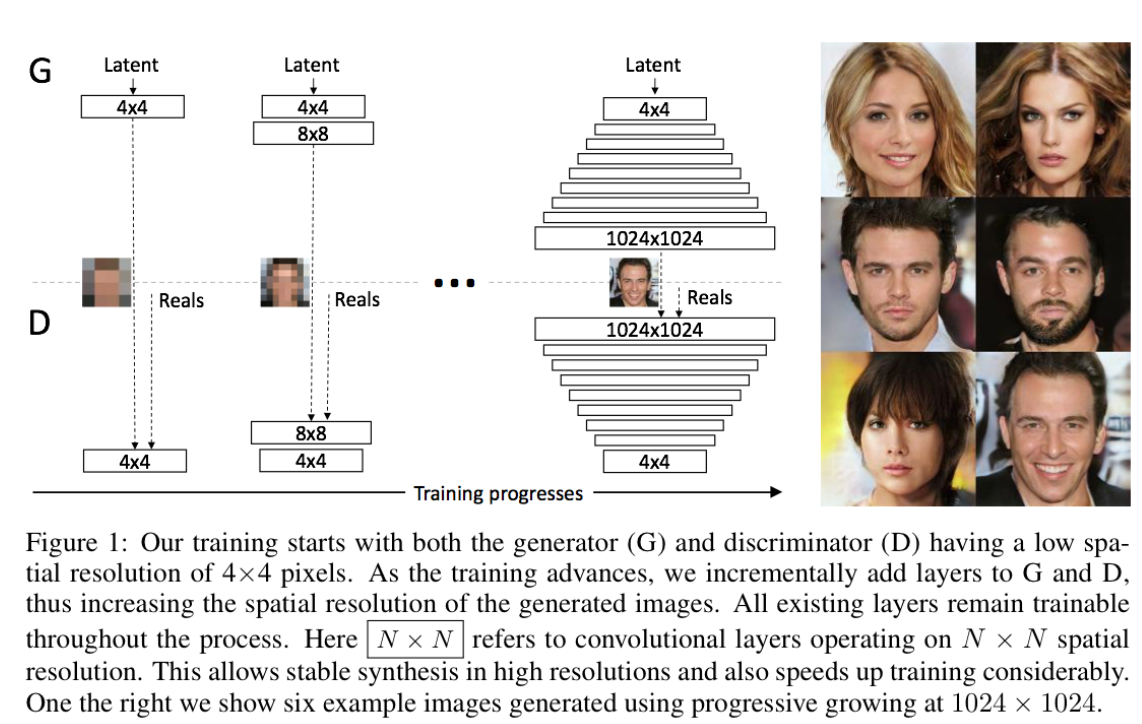 G
Latent
Latent
Latent
4x4
4x4
4x4
8x8
1024x1024
Reals
Reals
Reals
D
1024x1024
8x8
4x4
4x4
4x4
Training progresses
Figure 1: Our training starts with both the generator (G) and discriminator (D) having a low spa-
tial resolution of 4×4 pixels. As the training advances, we incrementally add layers to G and D,
thus increasing the spatial resolution of the generated images. All existing layers remain trainable
throughout the process. Here N × N refers to convolutional layers operating on N × N spatial
resolution. This allows stable synthesis in high resolutions and also speeds up training considerably.
One the right we show six example images generated using progressive growing at 1024 × 1024.